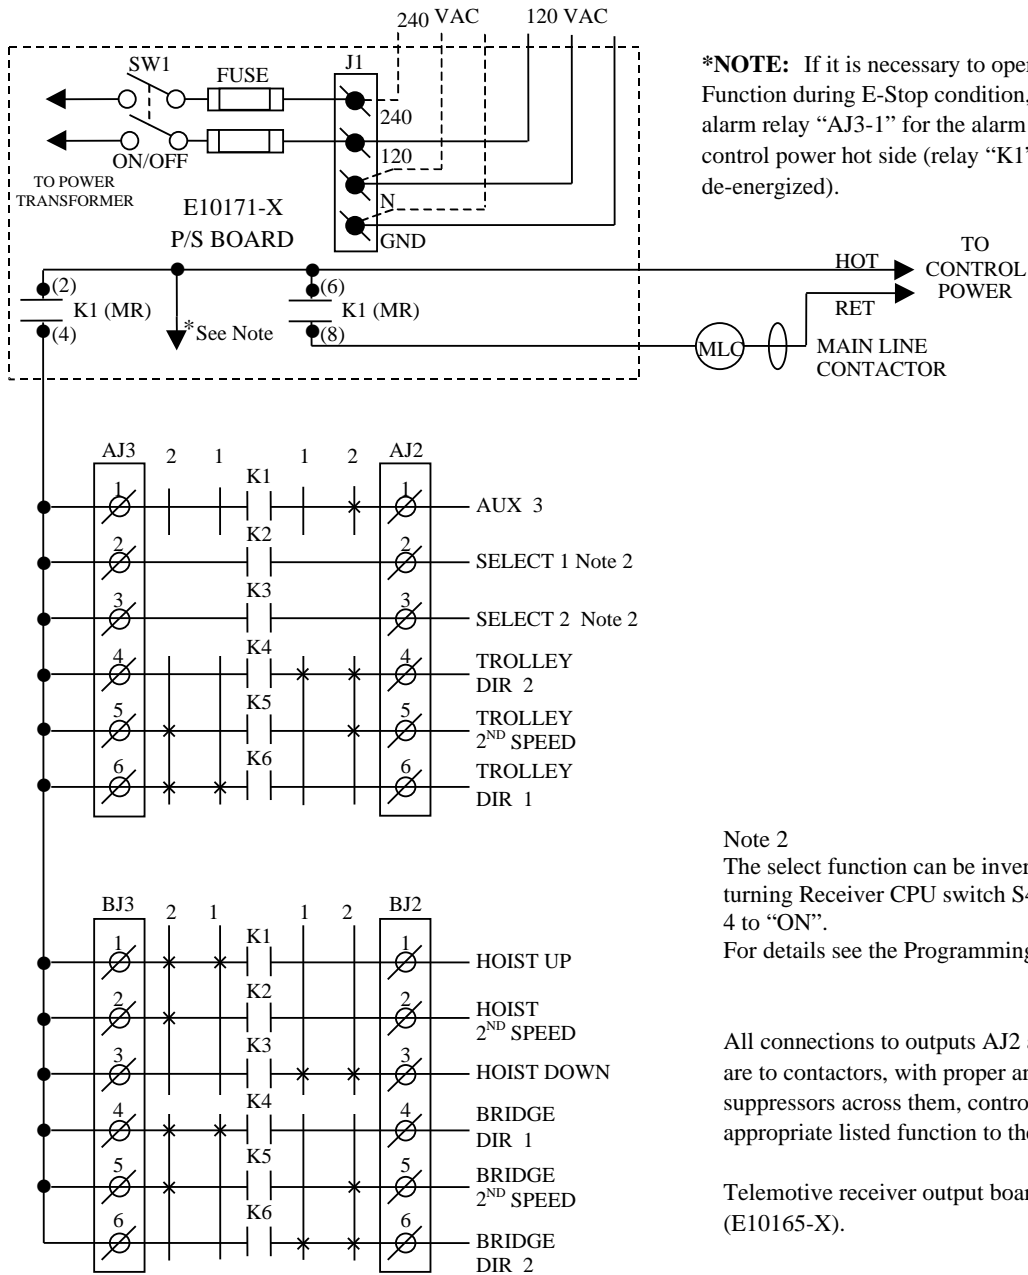 240 VAC 120 VAC
SW1
FUSE
J1
240
120
N
GND
ON/OFF
TO POWER
TRANSFORMER
E10171-X
P/S BOARD
*NOTE: If it is necessary to oper
Function during E-Stop condition,
alarm relay “AJ3-1” for the alarm
control power hot side (relay “K1”
de-energized).
(2)
K1 (MR)
(4)
*See Note
(6)
K1 (MR)
(8)
HOT
RET
TO
CONTROL
POWER
MLC
MAIN LINE
CONTACTOR
AJ3 2 1 1 2 AJ2
1 K1 1 AUX 3
2 K2 2 SELECT 1 Note 2
3 K3 3 SELECT 2 Note 2
4 K4 4 TROLLEY
DIR 2
5 K5 5 TROLLEY
2ND SPEED
6 K6 6 TROLLEY
DIR 1
Note 2
The select function can be inver
turning Receiver CPU switch S4
4 to “ON”.
For details see the Programming
BJ3 2 1 1 2 BJ2
1 K1 1 HOIST UP
2 K2 2 HOIST
2ND SPEED
3 K3 3 HOIST DOWN
4 K4 4 BRIDGE
DIR 1
5 K5 5 BRIDGE
2ND SPEED
6 K6 6 BRIDGE
DIR 2
All connections to outputs AJ2
are to contactors, with proper ar
suppressors across them, contro
appropriate listed function to the
Telemotive receiver output boar
(E10165-X).